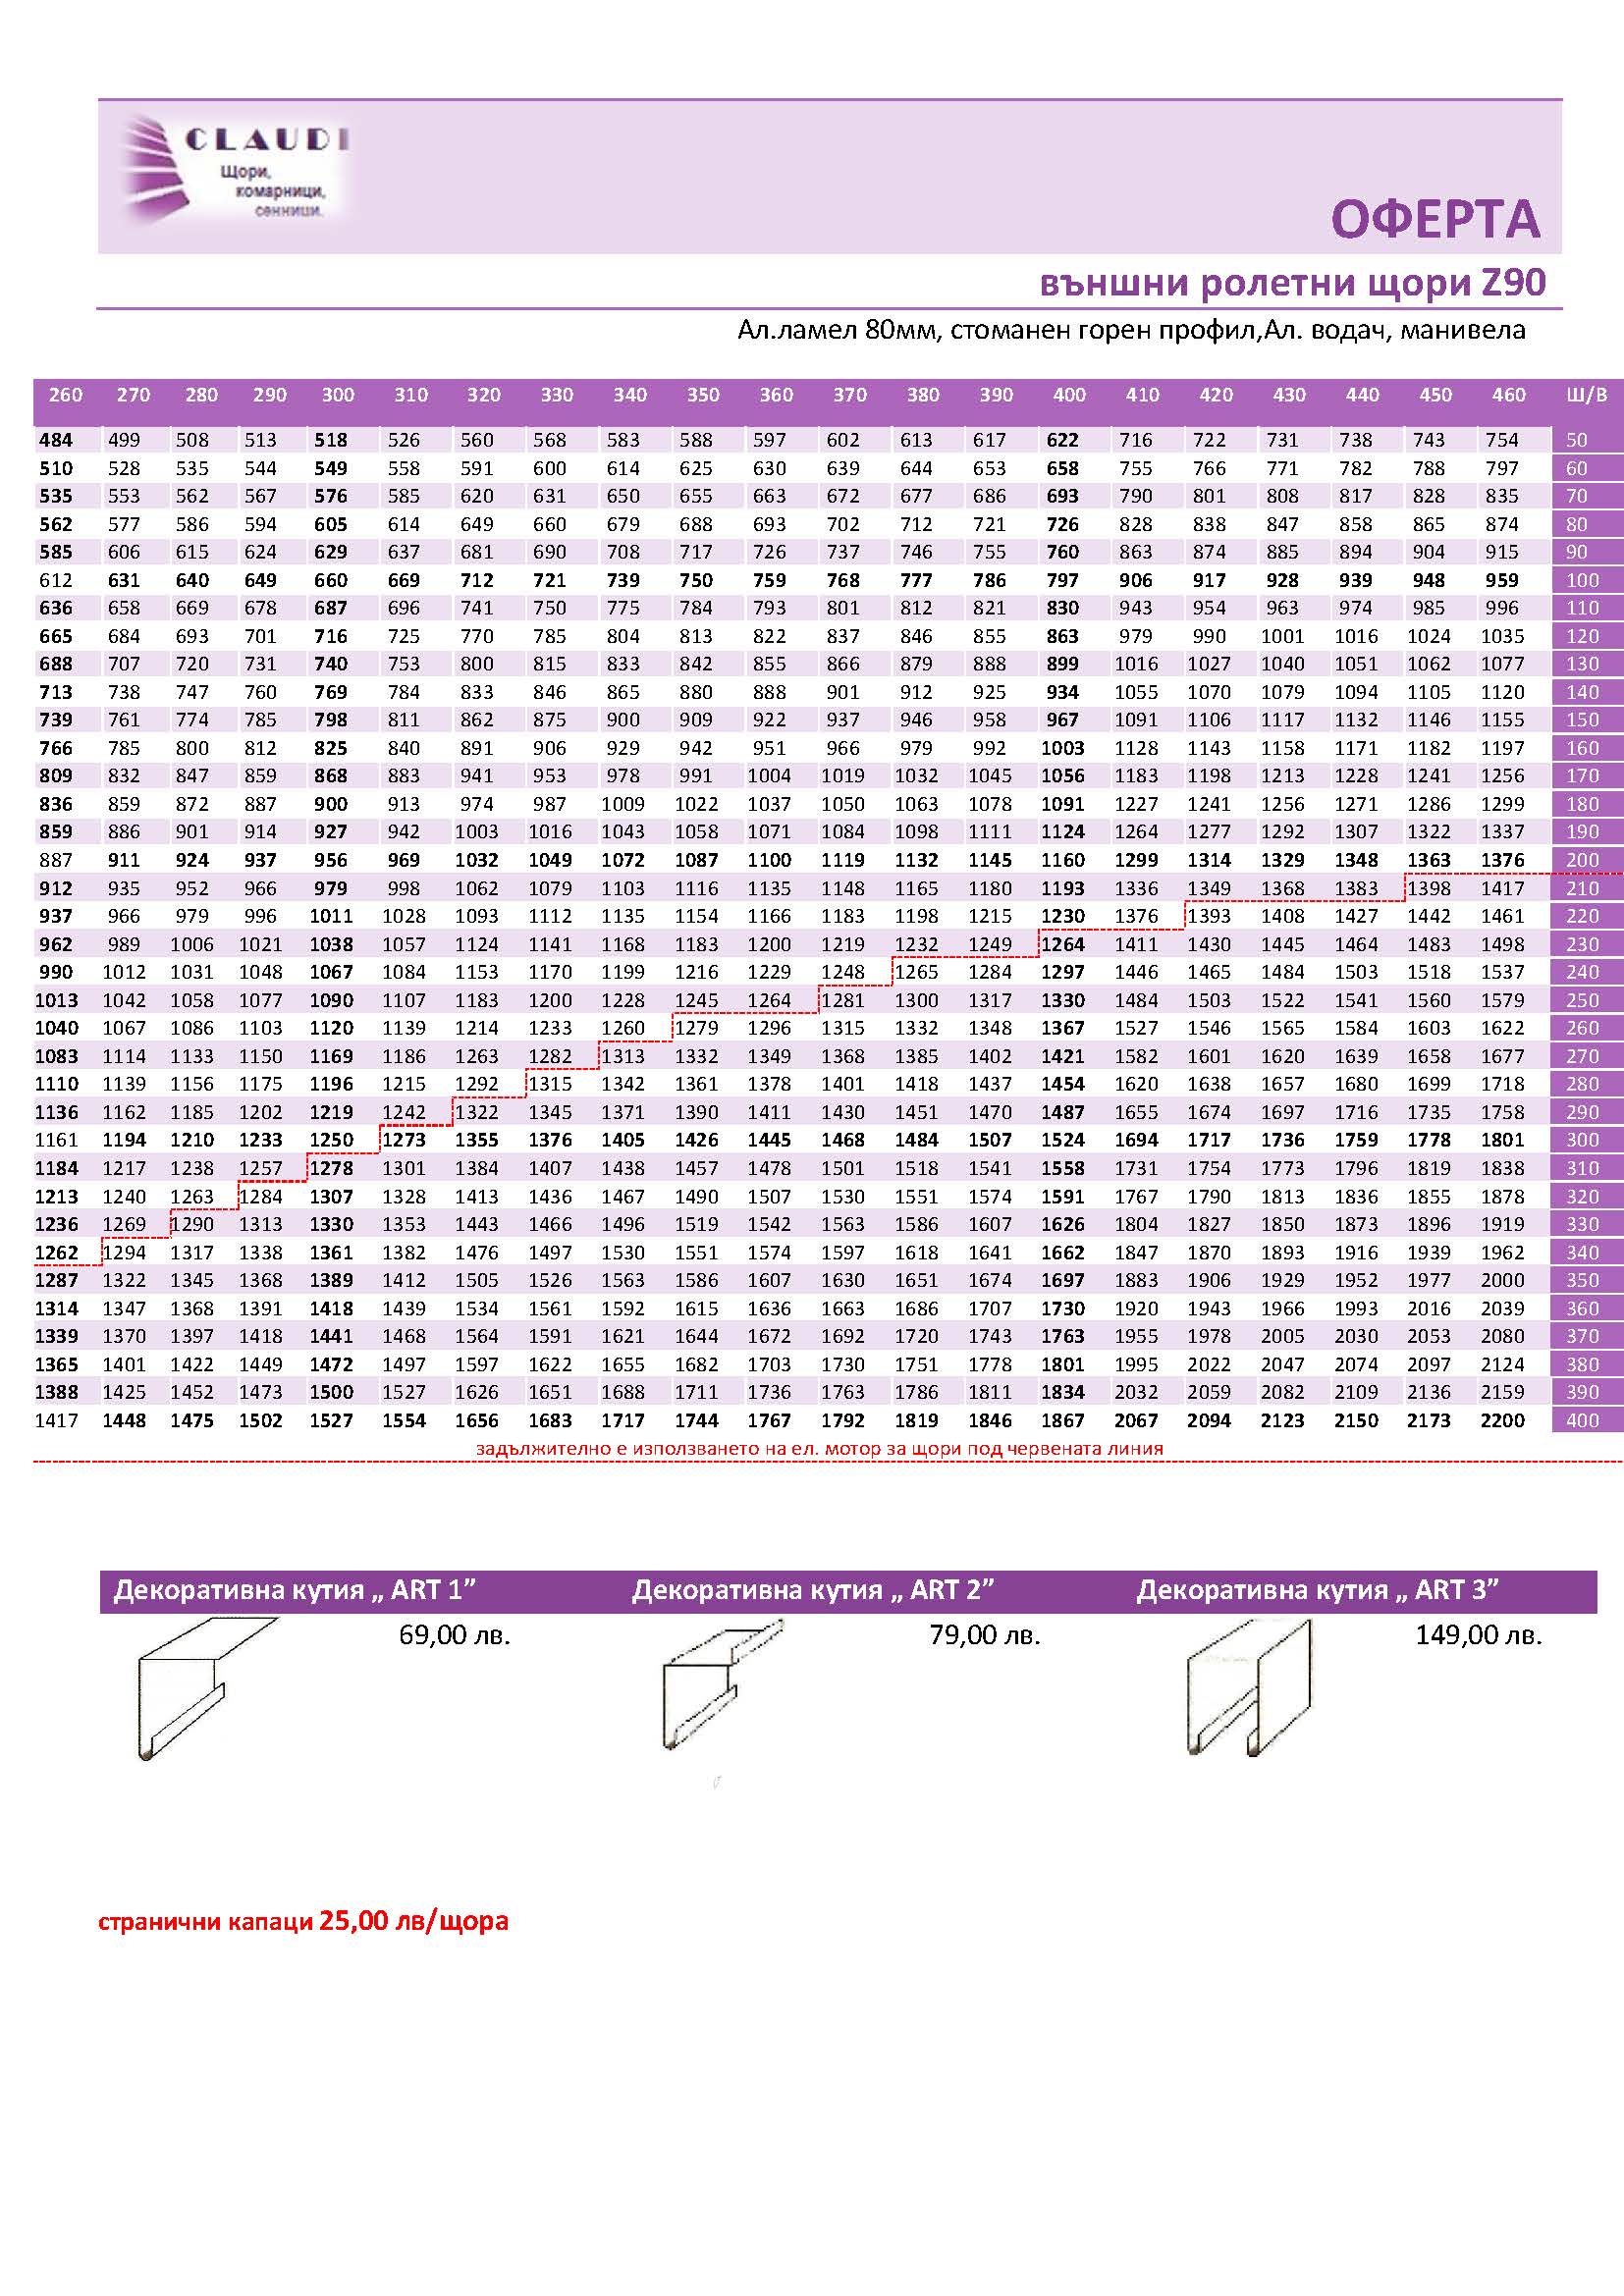 CLAUDI
Щори,
комарници,
сенници.
ОФЕРТА
външни ролетни щори Z90
Ал.ламел 80мм, стоманен горен профил,Ал. водач, манивела
260 270 280 290 300 310 320 330 340 350 360 370 380 390 400 410 420 430 440 450 460 Ш/В
484 499 508 513 518 526 560 568 583 588 597 602 613 617 622 716 722 731 738 743 754 50
510 528 535 544 549 558 591 600 614 625 630 639 644 653 658 755 766 771 782 788 797 60
535 553 562 567 576 585 620 631 650 655 663 672 677 686 693 790 801 808 817 828 835 70
562 577 586 594 605 614 649 660 679 688 693 702 712 721 726 828 838 847 858 865 874 80
585 606 615 624 629 637 681 690 708 717 726 737 746 755 760 863 874 885 894 904 915 90
612 631 640 649 660 669 712 721 739 750 759 768 777 786 797 906 917 928 939 948 959 100
636 658 669 678 687 696 741 750 775 784 793 801 812 821 830 943 954 963 974 985 996 110
665 684 693 701 716 725 770 785 804 813 822 837 846 855 863 979 990 1001 1016 1024 1035 120
688 707 720 731 740 753 800 815 833 842 855 866 879 888 899 1016 1027 1040 1051 1062 1077 130
713 738 747 760 769 784 833 846 865 880 888 901 912 925 934 1055 1070 1079 1094 1105 1120 140
739 761 774 785 798 811 862 875 900 909 922 937 946 958 967 1091 1106 1117 1132 1146 1155 150
766 785 800 812 825 840 891 906 929 942 951 966 979 992 1003 1128 1143 1158 1171 1182 1197 160
809 832 847 859 868 883 941 953 978 991 1004 1019 1032 1045 1056 1183 1198 1213 1228 1241 1256 170
836 859 872 887 900 913 974 987 1009 1022 1037 1050 1063 1078 1091 1227 1241 1256 1271 1286 1299 180
859 886 901 914 927 942 1003 1016 1043 1058 1071 1084 1098 1111 1124 1264 1277 1292 1307 1322 1337 190
887 911 924 937 956 969 1032 1049 1072 1087 1100 1119 1132 1145 1160 1299 1314 1329 1348 1363 1376 200
912 935 952 966 979 998 1062 1079 1103 1116 1135 1148 1165 1180 1193 1336 1349 1368 1383 1398 1417 210
937 966 979 996 1011 1028 1093 1112 1135 1154 1166 1183 1198 1215 1230 1376 1393 1408 1427 1442 1461 220
962 989 1006 1021 1038 1057 1124 1141 1168 1183 1200 1219 1232 1249 1264 1411 1430 1445 1464 1483 1498 230
990 1012 1031 1048 1067 1084 1153 1170 1199 1216 1229 1248 1265 1284 1297 1446 1465 1484 1503 1518 1537 240
1013 1042 1058 1077 1090 1107 1183 1200 1228 1245 1264 1281 1300 1317 1330 1484 1503 1522 1541 1560 1579 250
1040 1067 1086 1103 1120 1139 1214 1233 1260 1279 1296 1315 1332 1348 1367 1527 1546 1565 1584 1603 1622 260
1083 1114 1133 1150 1169 1186 1263 1282 1313 1332 1349 1368 1385 1402 1421 1582 1601 1620 1639 1658 1677 270
1110 1139 1156 1175 1196 1215 1292 1315 1342 1361 1378 1401 1418 1437 1454 1620 1638 1657 1680 1699 1718 280
1136 1162 1185 1202 1219 1242 1322 1345 1371 1390 1411 1430 1451 1470 1487 1655 1674 1697 1716 1735 1758 290
1161 1194 1210 1233 1250 1273 1355 1376 1405 1426 1445 1468 1484 1507 1524 1694 1717 1736 1759 1778 1801 300
1184 1217 1238 1257 1278 1301 1384 1407 1438 1457 1478 1501 1518 1541 1558 1731 1754 1773 1796 1819 1838 310
1213 1240 1263 1284 1307 1328 1413 1436 1467 1490 1507 1530 1551 1574 1591 1767 1790 1813 1836 1855 1878 320
1236 1269 1290 1313 1330 1353 1443 1466 1496 1519 1542 1563 1586 1607 1626 1804 1827 1850 1873 1896 1919 330
1262 1294 1317 1338 1361 1382 1476 1497 1530 1551 1574 1597 1618 1641 1662 1847 1870 1893 1916 1939 1962 340
1287 1322 1345 1368 1389 1412 1505 1526 1563 1586 1607 1630 1651 1674 1697 1883 1906 1929 1952 1977 2000 350
1314 1347 1368 1391 1418 1439 1534 1561 1592 1615 1636 1663 1686 1707 1730 1920 1943 1966 1993 2016 2039 360
1339 1370 1397 1418 1441 1468 1564 1591 1621 1644 1672 1692 1720 1743 1763 1955 1978 2005 2030 2053 2080 370
1365 1401 1422 1449 1472 1497 1597 1622 1655 1682 1703 1730 1751 1778 1801 1995 2022 2047 2074 2097 2124 380
1388 1425 1452 1473 1500 1527 1626 1651 1688 1711 1736 1763 1786 1811 1834 2032 2059 2082 2109 2136 2159 390
1417 1448 1475 1502 1527 1554 1656 1683 1717 1744 1767 1792 1819 1846 1867 2067 2094 2123 2150 2173 2200 400
задължително е използването на ел. мотор за щори под червената линия
Декоративна кутия „ ART 1” Декоративна кутия „ ART 2” Декоративна кутия „ ART 3”
69,00 лв. 79,00 лв. 149,00 лв.
странични капаци 25,00 лв/щора